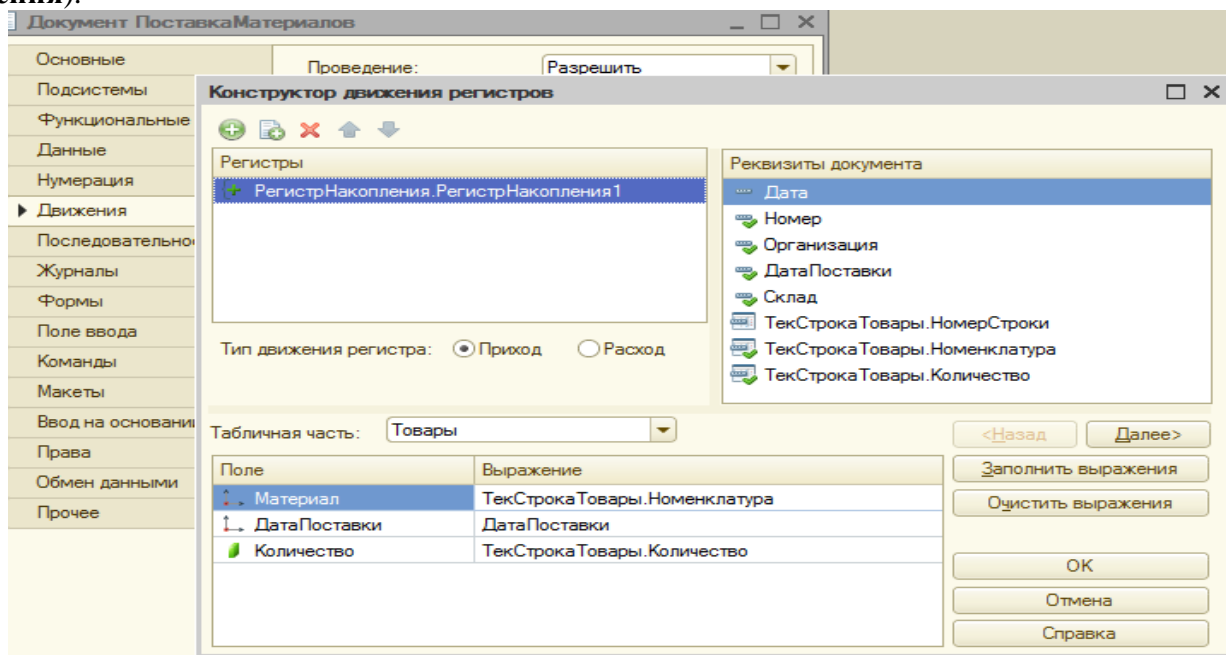 ения).
Документ ПоставкаМатериалов
Основные
Подсистемы
Функциональные
Данные
Нумерация
Движения
Последовательно
Журналы
Формы
Поле ввода
Команды
Макеты
Ввод на основани
Права
Обмен данными
Прочее
Проведение: Разрешить
Конструктор движения регистров
Регистры
РегистрНакопления.РегистрНакопления1
Реквизиты документа
Дата
Номер
Организация
ДатаПоставки
Склад
ТекСтрокаТовары.НомерСтроки
ТекСтрокаТовары.Номенклатура
ТекСтрокаТовары.Количество
Тип движения регистра: Приход Расход
Табличная часть: Товары
<Назад Далее>
Поле Выражение
Материал ТекСтрокаТовары.Номенклатура
ДатаПоставки ДатаПоставки
Количество ТекСтрокаТовары.Количество
Заполнить выражения
Очистить выражения
OK
Отмена
Справка